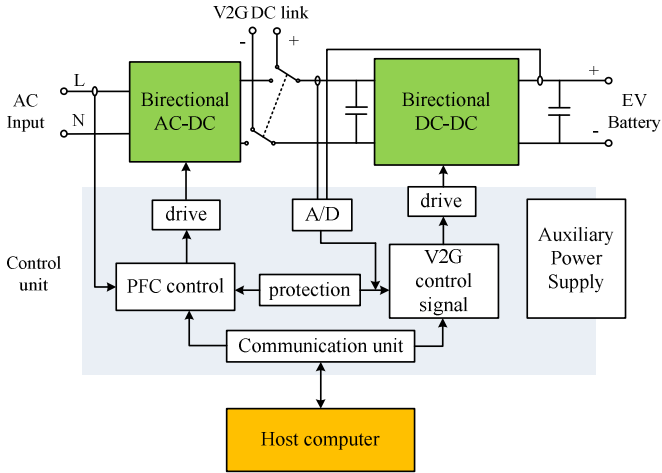 V2G DC link
- +
L
AC
Input
N
Birectional
AC-DC
Birectional
DC-DC
+
EV
Battery
-
drive
A/D
drive
Auxiliary
Power
Supply
Control
unit
PFC control
protection
V2G
control
signal
Communication unit
Host computer